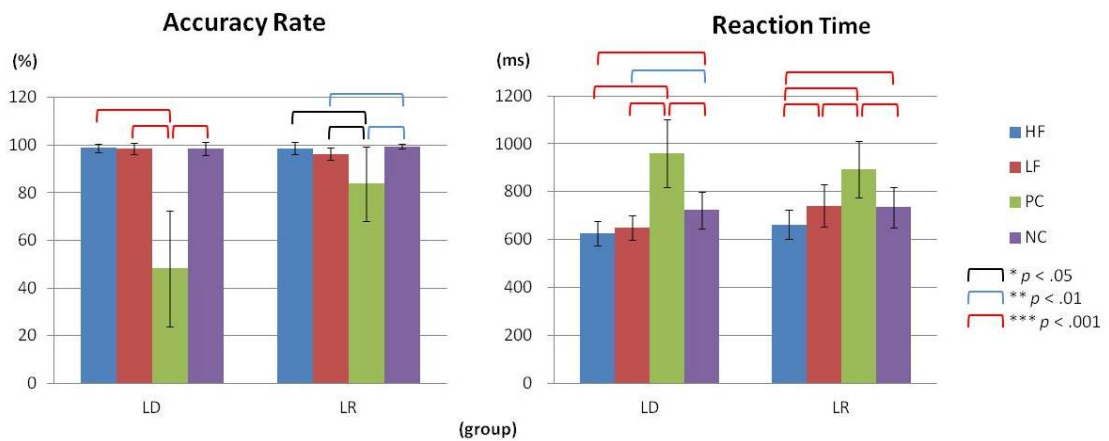 Accuracy Rate
(%)
120
100
80
60
40
20
0
LD LR
Reaction Time
(ms)
1200
1000
800
600
400
200
0
LD LR
(group)
HF
LF
PC
NC
* p < .05
** p < .01
*** p < .001